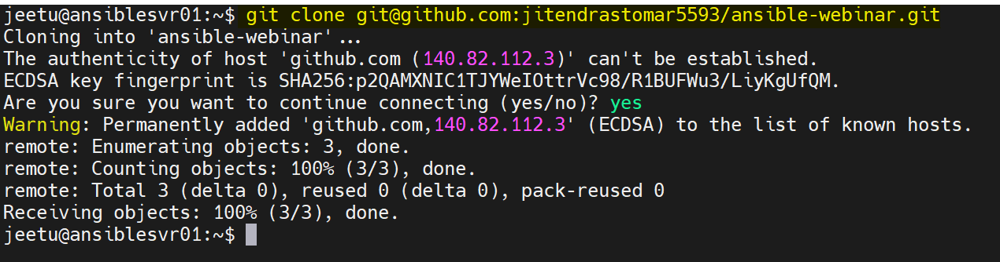 jeetu@ansiblesvr01:~$ git clone git@github.com:jitendrastomar5593/ansible-webinar.git
Cloning into 'ansible-webinar'...
The authenticity of host 'github.com (140.82.112.3)' can't be established.
ECDSA key fingerprint is SHA256:p2QAMXNIC1TJYWeIOttrVc98/R1BUFWu3/LiyKgUfQM.
Are you sure you want to continue connecting (yes/no)? yes
Warning: Permanently added 'github.com,140.82.112.3' (ECDSA) to the list of known hosts.
remote: Enumerating objects: 3, done.
remote: Counting objects: 100% (3/3), done.
remote: Total 3 (delta 0), reused 0 (delta 0), pack-reused 0
Receiving objects: 100% (3/3), done.
jeetu@ansiblesvr01:~$